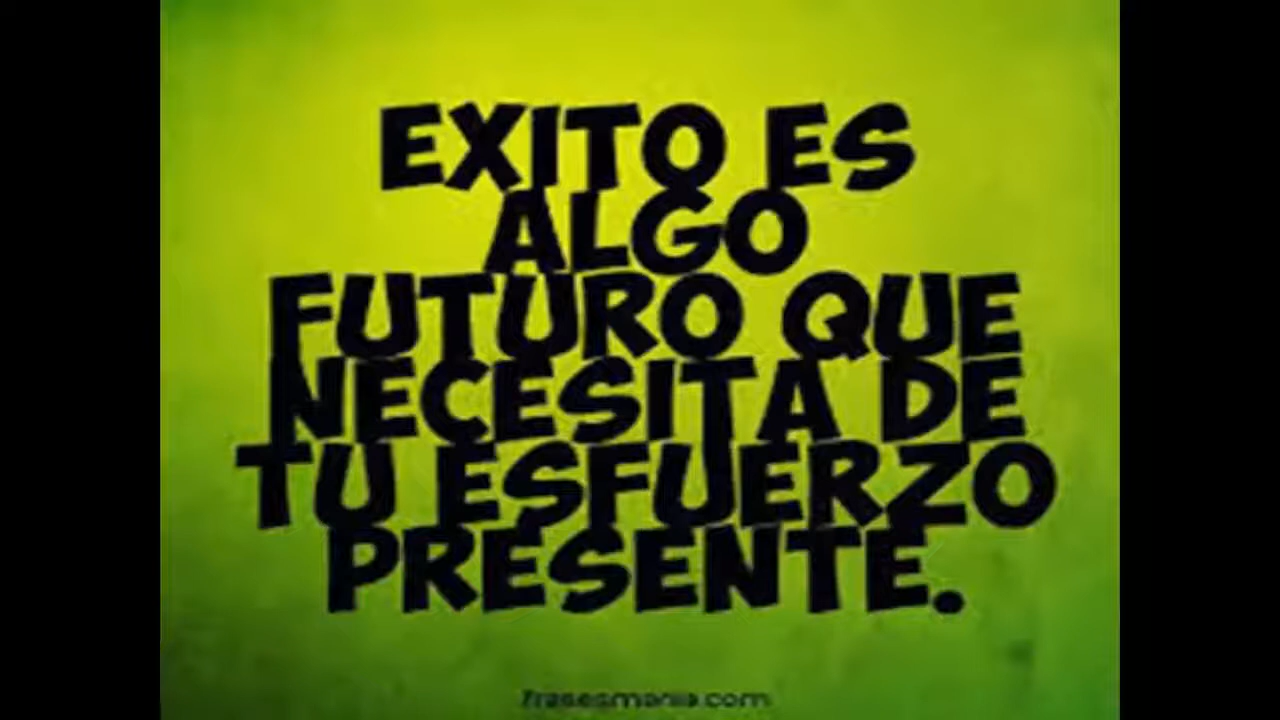 EXITO ES
ALGO
FUTURO QUE
NECESITA DE
TU ESFUERZO
PRESENTE.
frasesmania.com